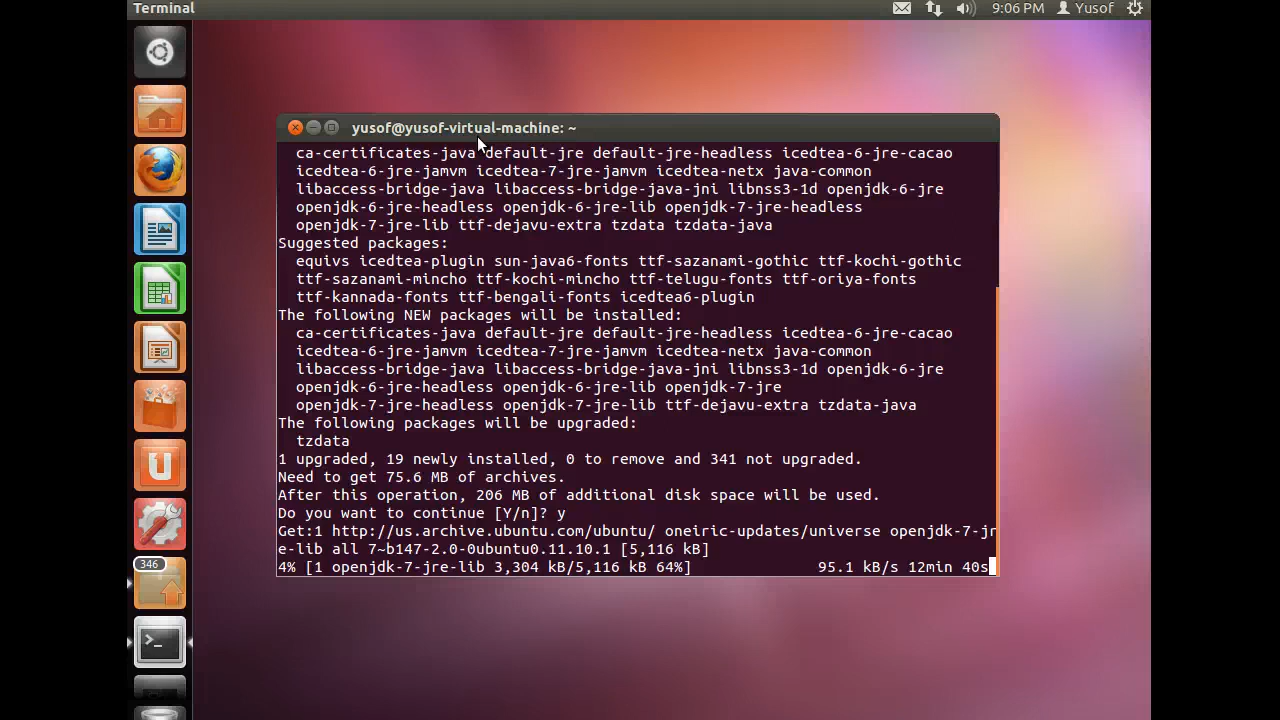 Terminal
9:06 PM Yusof
yusof@yusof-virtual-machine: ~
ca-certificates-java default-jre default-jre-headless icedtea-6-jre-cacao
icedtea-6-jre-jamvm icedtea-7-jre-jamvm icedtea-netx java-common
libaccess-bridge-java libaccess-bridge-java-jni libnss3-1d openjdk-6-jre
openjdk-6-jre-headless openjdk-6-jre-lib openjdk-7-jre-headless
openjdk-7-jre-lib ttf-dejavu-extra tzdata tzdata-java
Suggested packages:
equivs icedtea-plugin sun-java6-fonts ttf-sazanami-gothic ttf-kochi-gothic
ttf-sazanami-mincho ttf-kochi-mincho ttf-telugu-fonts ttf-oriya-fonts
ttf-kannada-fonts ttf-bengali-fonts icedtea6-plugin
The following NEW packages will be installed:
ca-certificates-java default-jre default-jre-headless icedtea-6-jre-cacao
icedtea-6-jre-jamvm icedtea-7-jre-jamvm icedtea-netx java-common
libaccess-bridge-java libaccess-bridge-java-jni libnss3-1d openjdk-6-jre
openjdk-6-jre-headless openjdk-6-jre-lib openjdk-7-jre
openjdk-7-jre-headless openjdk-7-jre-lib ttf-dejavu-extra tzdata-java
The following packages will be upgraded:
tzdata
1 upgraded, 19 newly installed, 0 to remove and 341 not upgraded.
Need to get 75.6 MB of archives.
After this operation, 206 MB of additional disk space will be used.
Do you want to continue [Y/n]? y
Get:1 http://us.archive.ubuntu.com/ubuntu/ oneiric-updates/universe openjdk-7-jr
e-lib all 7~b147-2.0-0ubuntu0.11.10.1 [5,116 kB]
4% [1 openjdk-7-jre-lib 3,304 kB/5,116 kB 64%] 95.1 kB/s 12min 40s
346